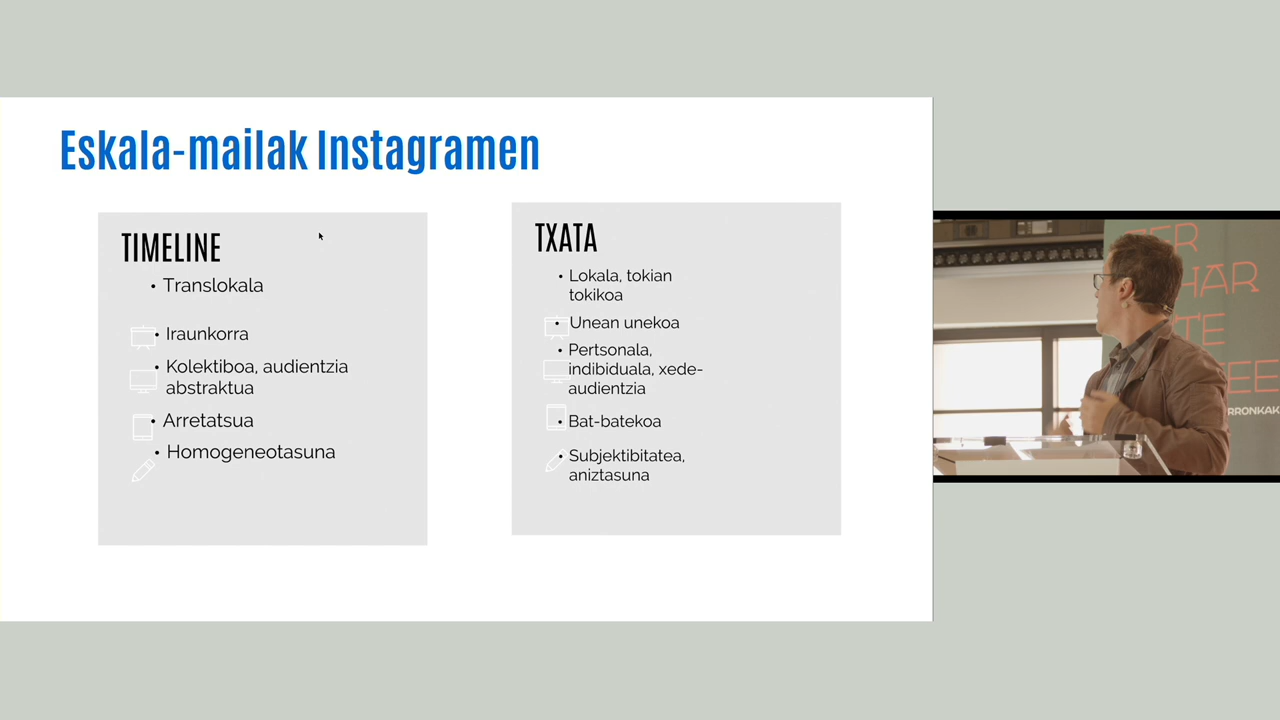 Eskala-mailak Instagramen
TIMELINE
• Translokala
• Iraunkorra
• Kolektiboa, audientzia
abstraktua
• Arretatsua
• Homogeneotasuna
TXATA
• Lokala, tokian
tokikoa
• Unean unekoa
• Pertsonala,
indibiduala, xede-
audientzia
• Bat-batekoa
• Subjektibitatea,
aniztasuna